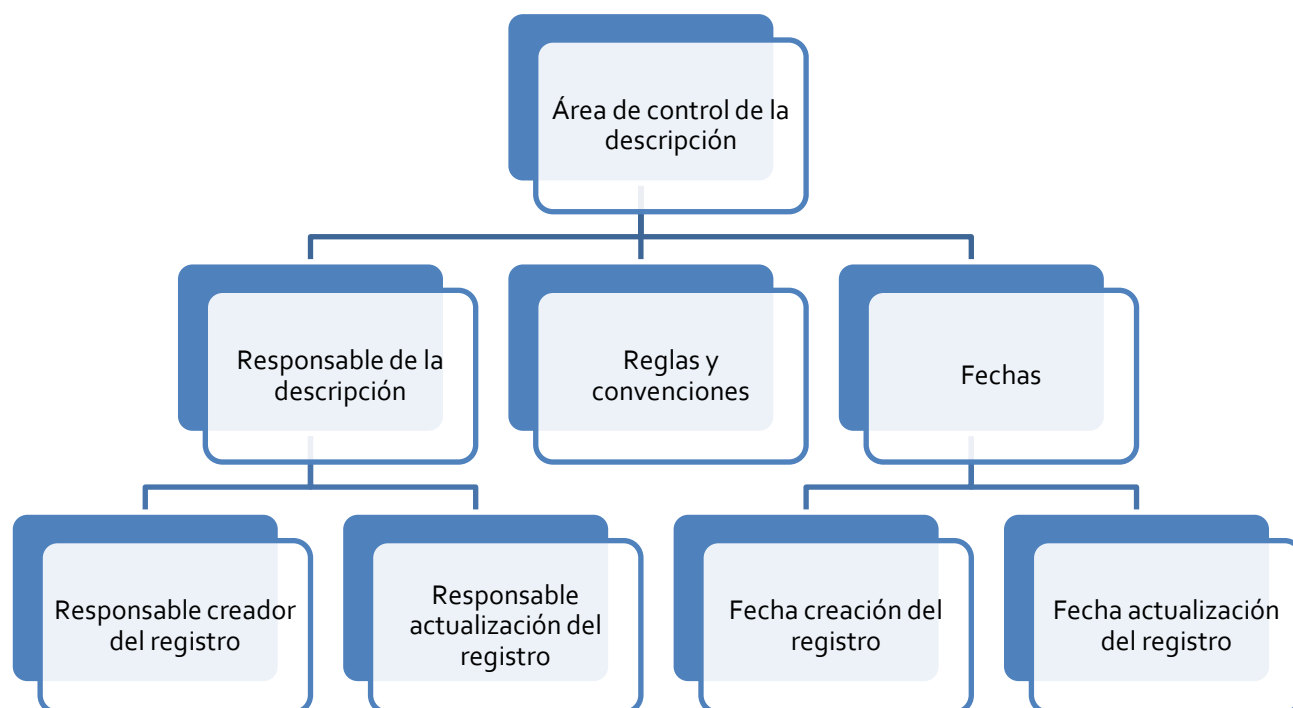 Área de control de la
descripción
Responsable de la
descripción
Reglas y
convenciones
Fechas
Responsable creador
del registro
Responsable
actualización del
registro
Fecha creación del
registro
Fecha actualización
del registro